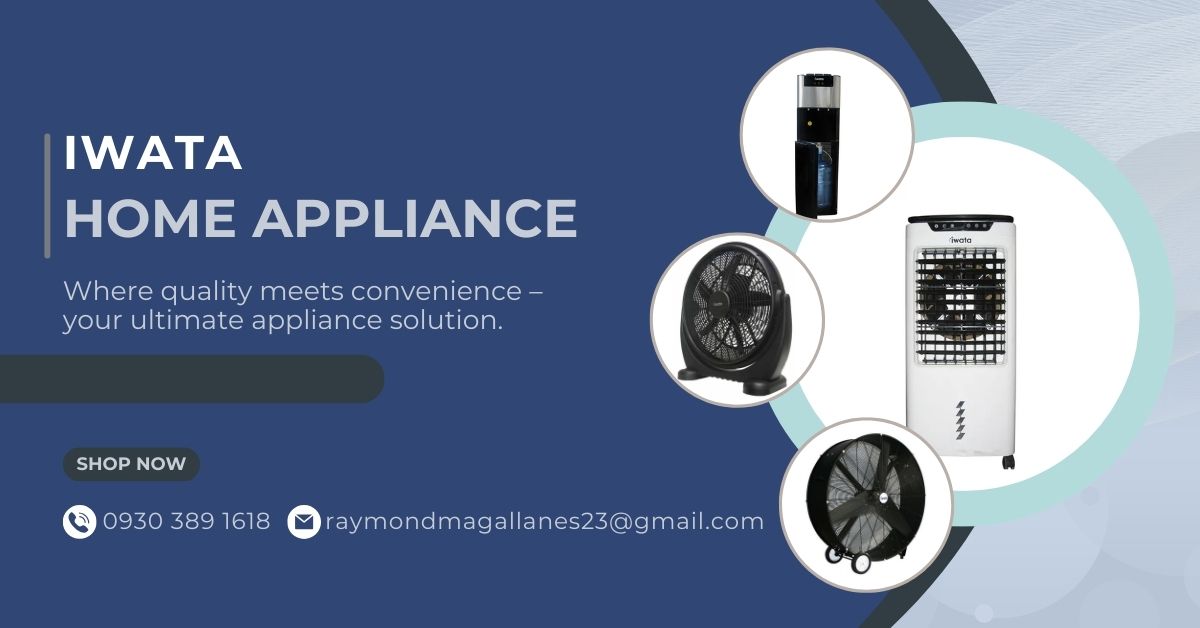 IWATA
HOME APPLIANCE
Where quality meets convenience –
your ultimate appliance solution.
SHOP NOW
0930 389 1618
raymondmagallanes23@gmail.com
iwata